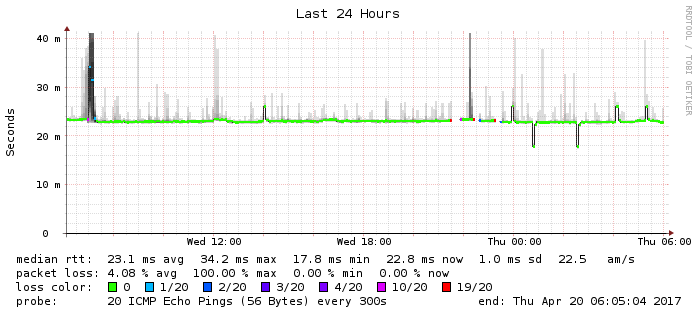 Last 24 Hours
RRDTOOL / TOBI OETIKER
Seconds
40 m
30 m
20 m
10 m
0
Wed 12:00 Wed 18:00 Thu 00:00 Thu 06:00
median rtt: 23.1 ms avg 34.2 ms max 17.8 ms min 22.8 ms now 1.0 ms sd 22.5 am/s
packet loss: 4.08 % avg 100.00 % max 0.00 % min 0.00 % now
loss color: 0 1/20 2/20 3/20 4/20 10/20 19/20
probe: 20 ICMP Echo Pings (56 Bytes) every 300s end: Thu Apr 20 06:05:04 2017